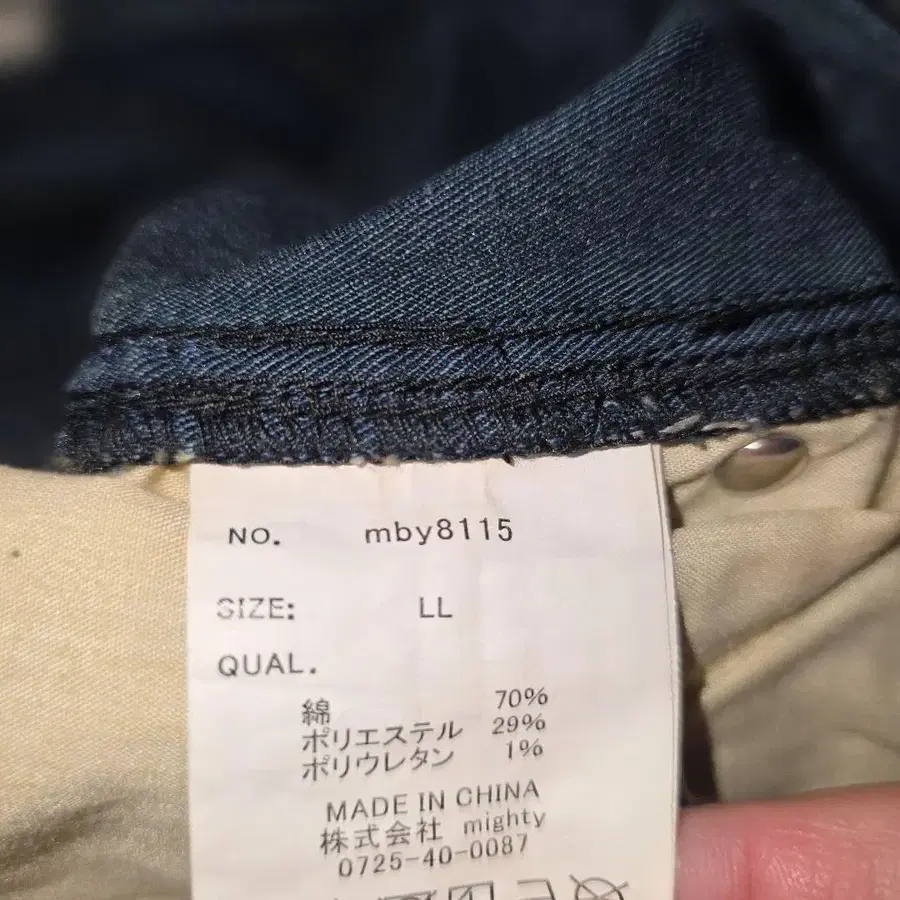 NO. mby8115
SIZE: LL
QUAL.
綿 70%
ポリエステル 29%
ポリウレタン 1%
MADE IN CHINA
株式会社 mighty
0725-40-0087